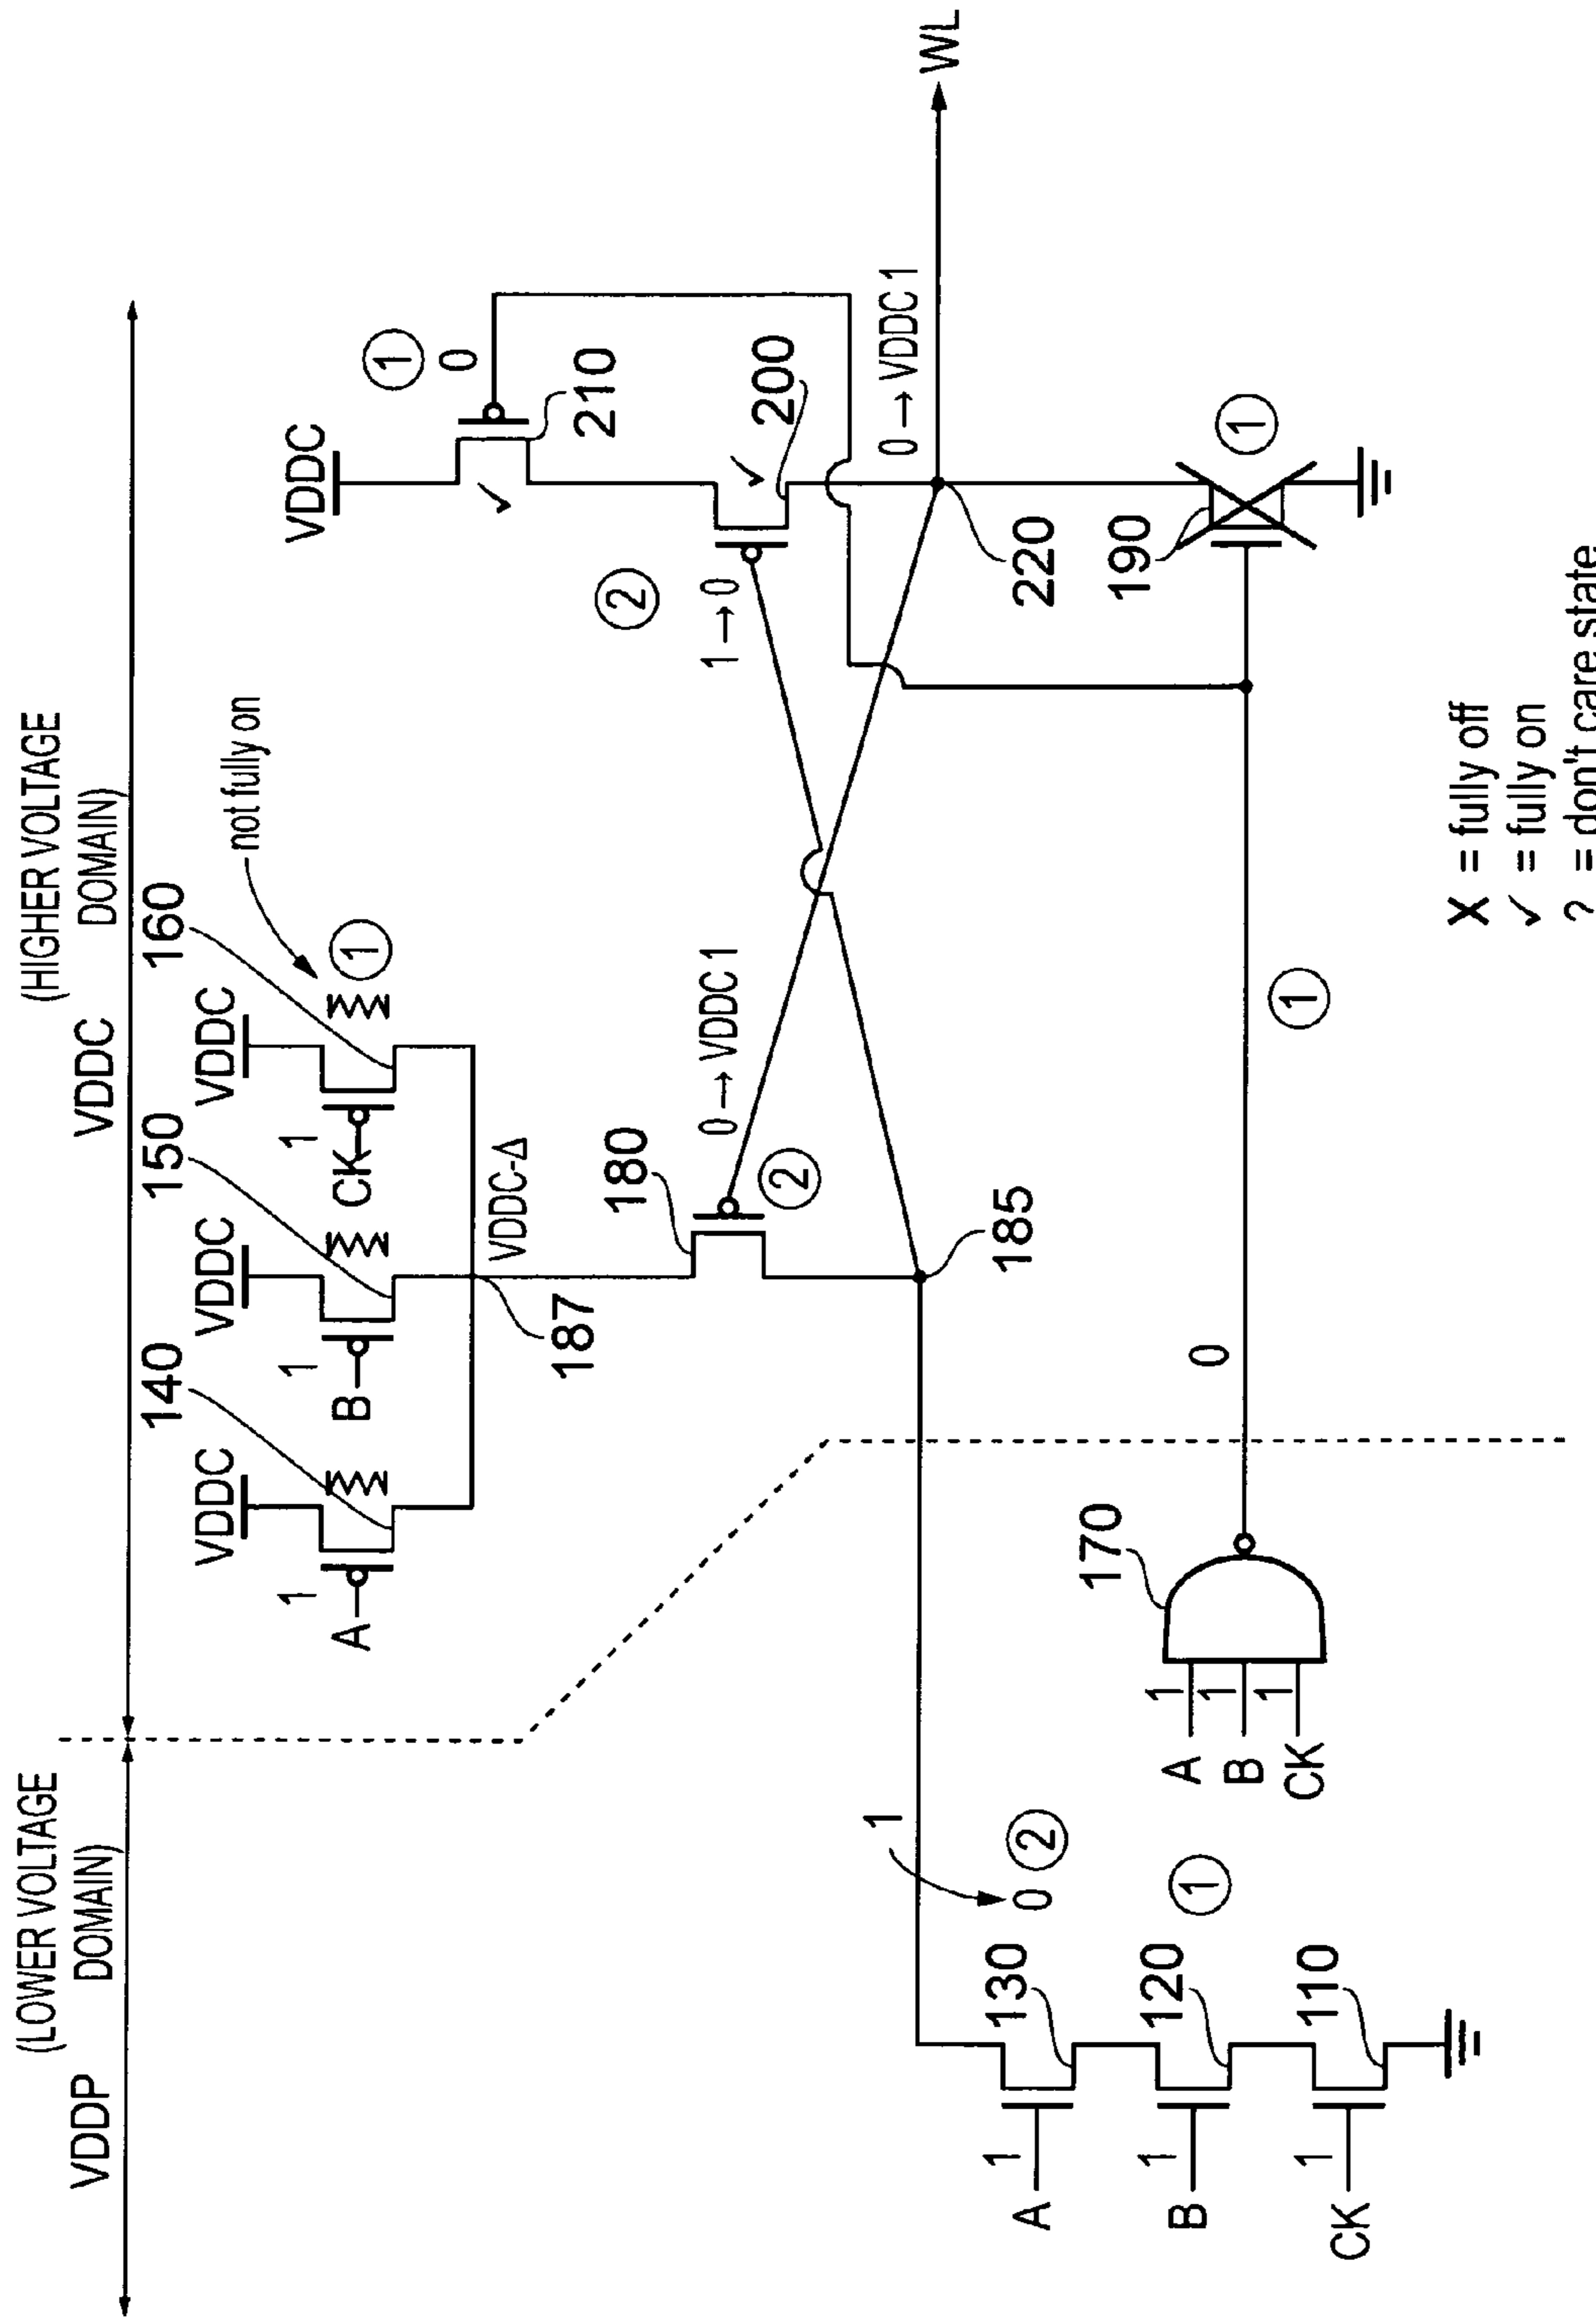 (LOWER VOLTAGE
DOMAIN)
VDDP
(HIGHER VOLTAGE
DOMAIN)
VDDC
VDDC
VDDC
VDDC
VDDC
140
150
160
not fully on
1
1
1
A
B
CK
1
VDDC-Δ
187
180
0→VDDC 1
2
185
1
0
210
2
1→0
200
0→VDDC 1
WL
220
190
1
1
0
2
A
1
130
B
1
120
1
CK
1
110
A
1
B
1
CK
1
170
0
1
X = fully off
✓ = fully on
? = don't care state